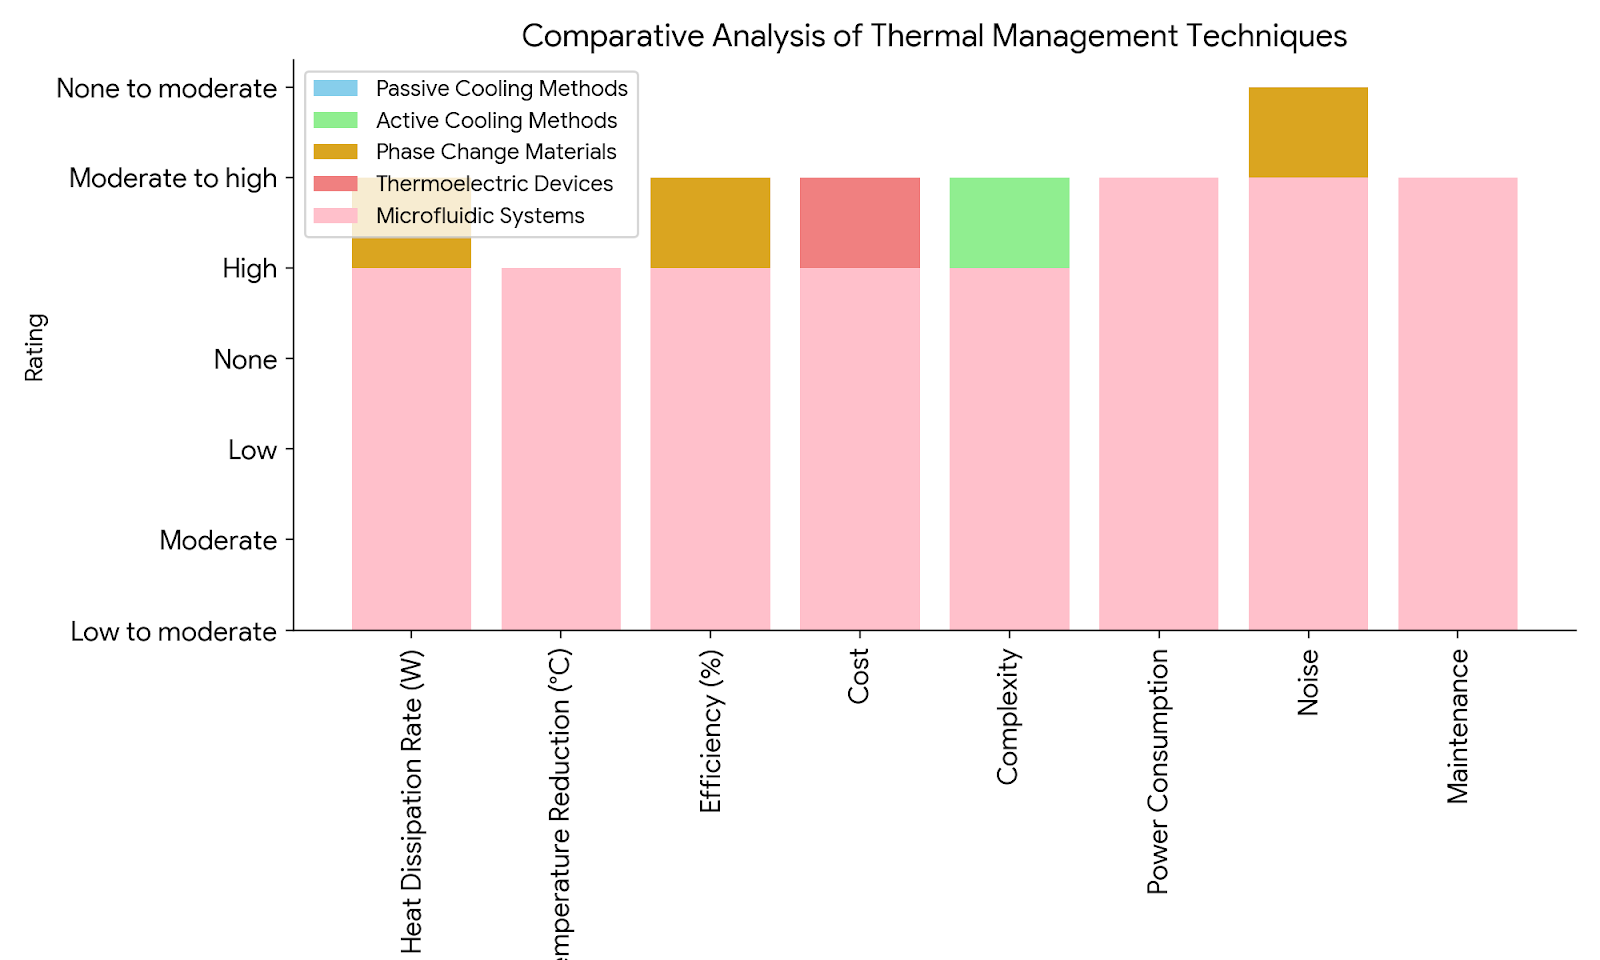 Comparative Analysis of Thermal Management Techniques
None to moderate
Moderate to high
High
None
Low
Moderate
Low to moderate
Rating
Passive Cooling Methods
Active Cooling Methods
Phase Change Materials
Thermoelectric Devices
Microfluidic Systems
Heat Dissipation Rate (W)
emperature Reduction (°C)
Efficiency (%)
Cost
Complexity
Power Consumption
Noise
Maintenance